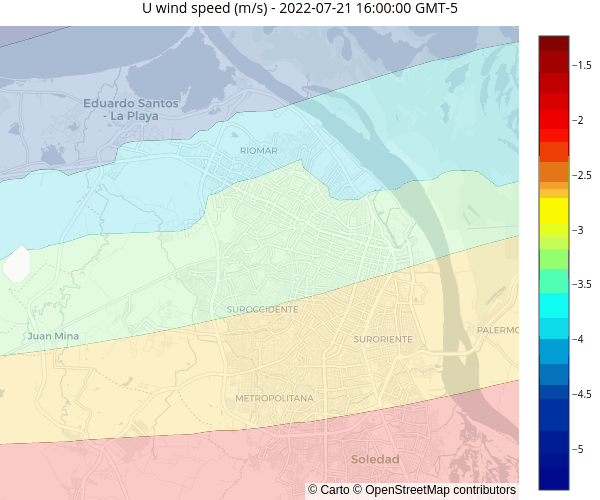 U wind speed (m/s) - 2022-07-21 16:00:00 GMT-5
Eduardo Santos
- La Playa
RIOMAR
SUROCCIDENTE
Juan Mina
SURORIENTE
PALERMO
METROPOLITANA
Soledad
© Carto © OpenStreetMap contributors
−1.5
−2
−2.5
−3
−3.5
−4
−4.5
−5